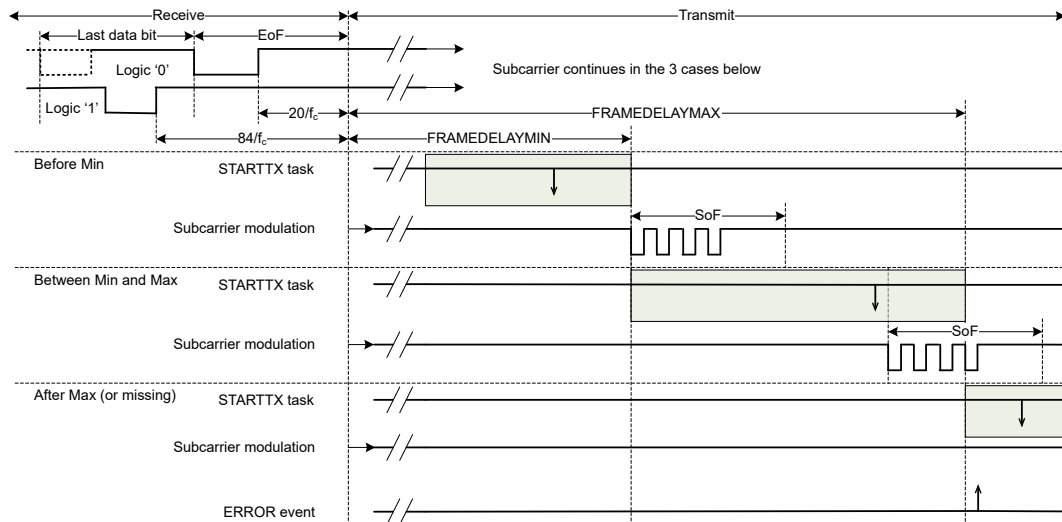 Receive
Transmit
Last data bit
EoF
Logic ‘0’
Subcarrier continues in the 3 cases below
Logic ‘1’
20/fc
FRAMEDELAYMAX
84/fc
FRAMEDELAYMIN
Before Min
STARTTX task
SoF
Subcarrier modulation
Between Min and Max
STARTTX task
SoF
Subcarrier modulation
After Max (or missing)
STARTTX task
Subcarrier modulation
ERROR event